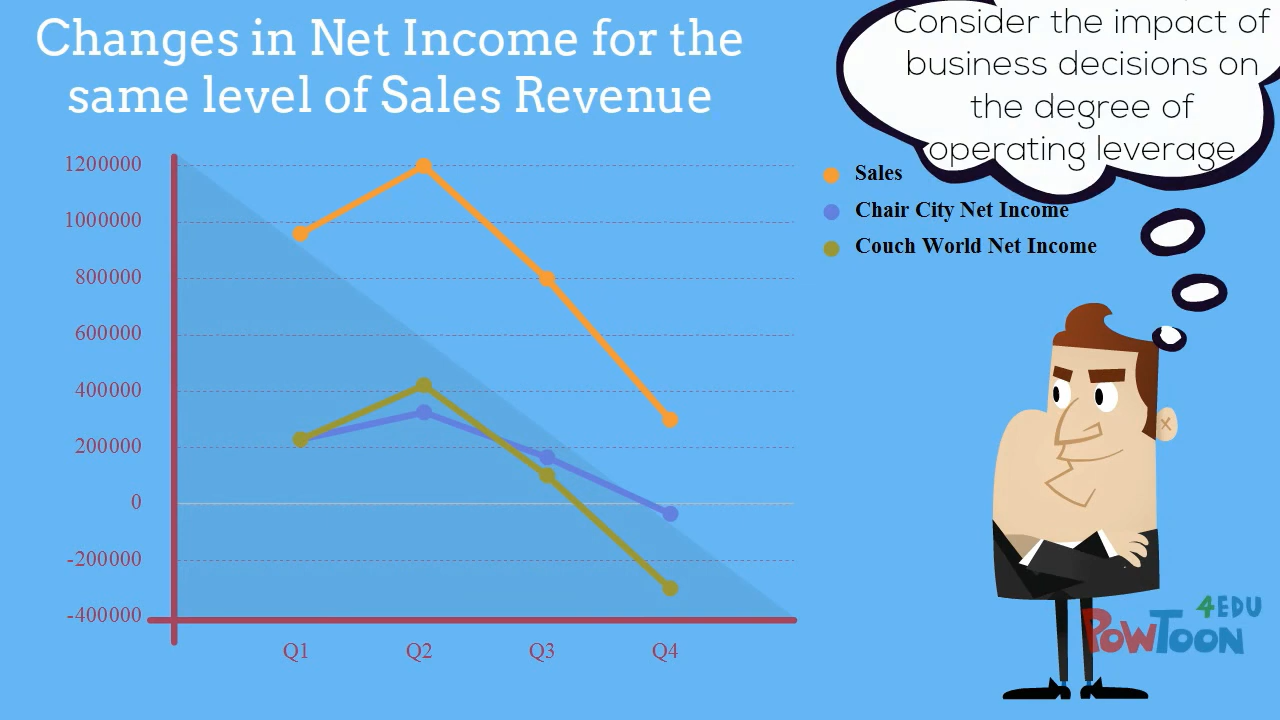 Changes in Net Income for the
same level of Sales Revenue
Consider the impact of
business decisions on
the degree of
operating leverage
Sales
Chair City Net Income
Couch World Net Income
1200000
1000000
800000
600000
400000
200000
0
-200000
-400000
Q1 Q2 Q3 Q4
4EDU
POWTOON